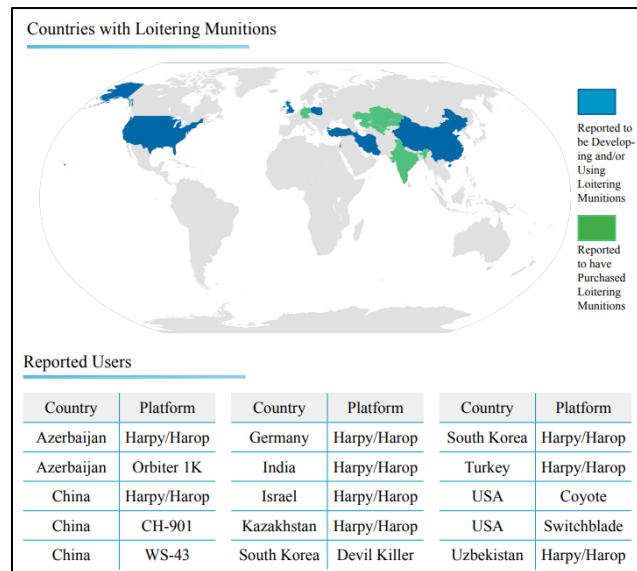 Countries with Loitering Munitions
Reported
to be Develop-
ing and/or
Using
Loitering
Munitions
Reported
to have
Purchased
Loitering
Munitions
Reported Users
Country Platform Country Platform Country Platform
Azerbaijan Harpy/Harop Germany Harpy/Harop South Korea Harpy/Harop
Azerbaijan Orbiter 1K India Harpy/Harop Turkey Harpy/Harop
China Harpy/Harop Israel Harpy/Harop USA Coyote
China CH-901 Kazakhstan Harpy/Harop USA Switchblade
China WS-43 South Korea Devil Killer Uzbekistan Harpy/Harop